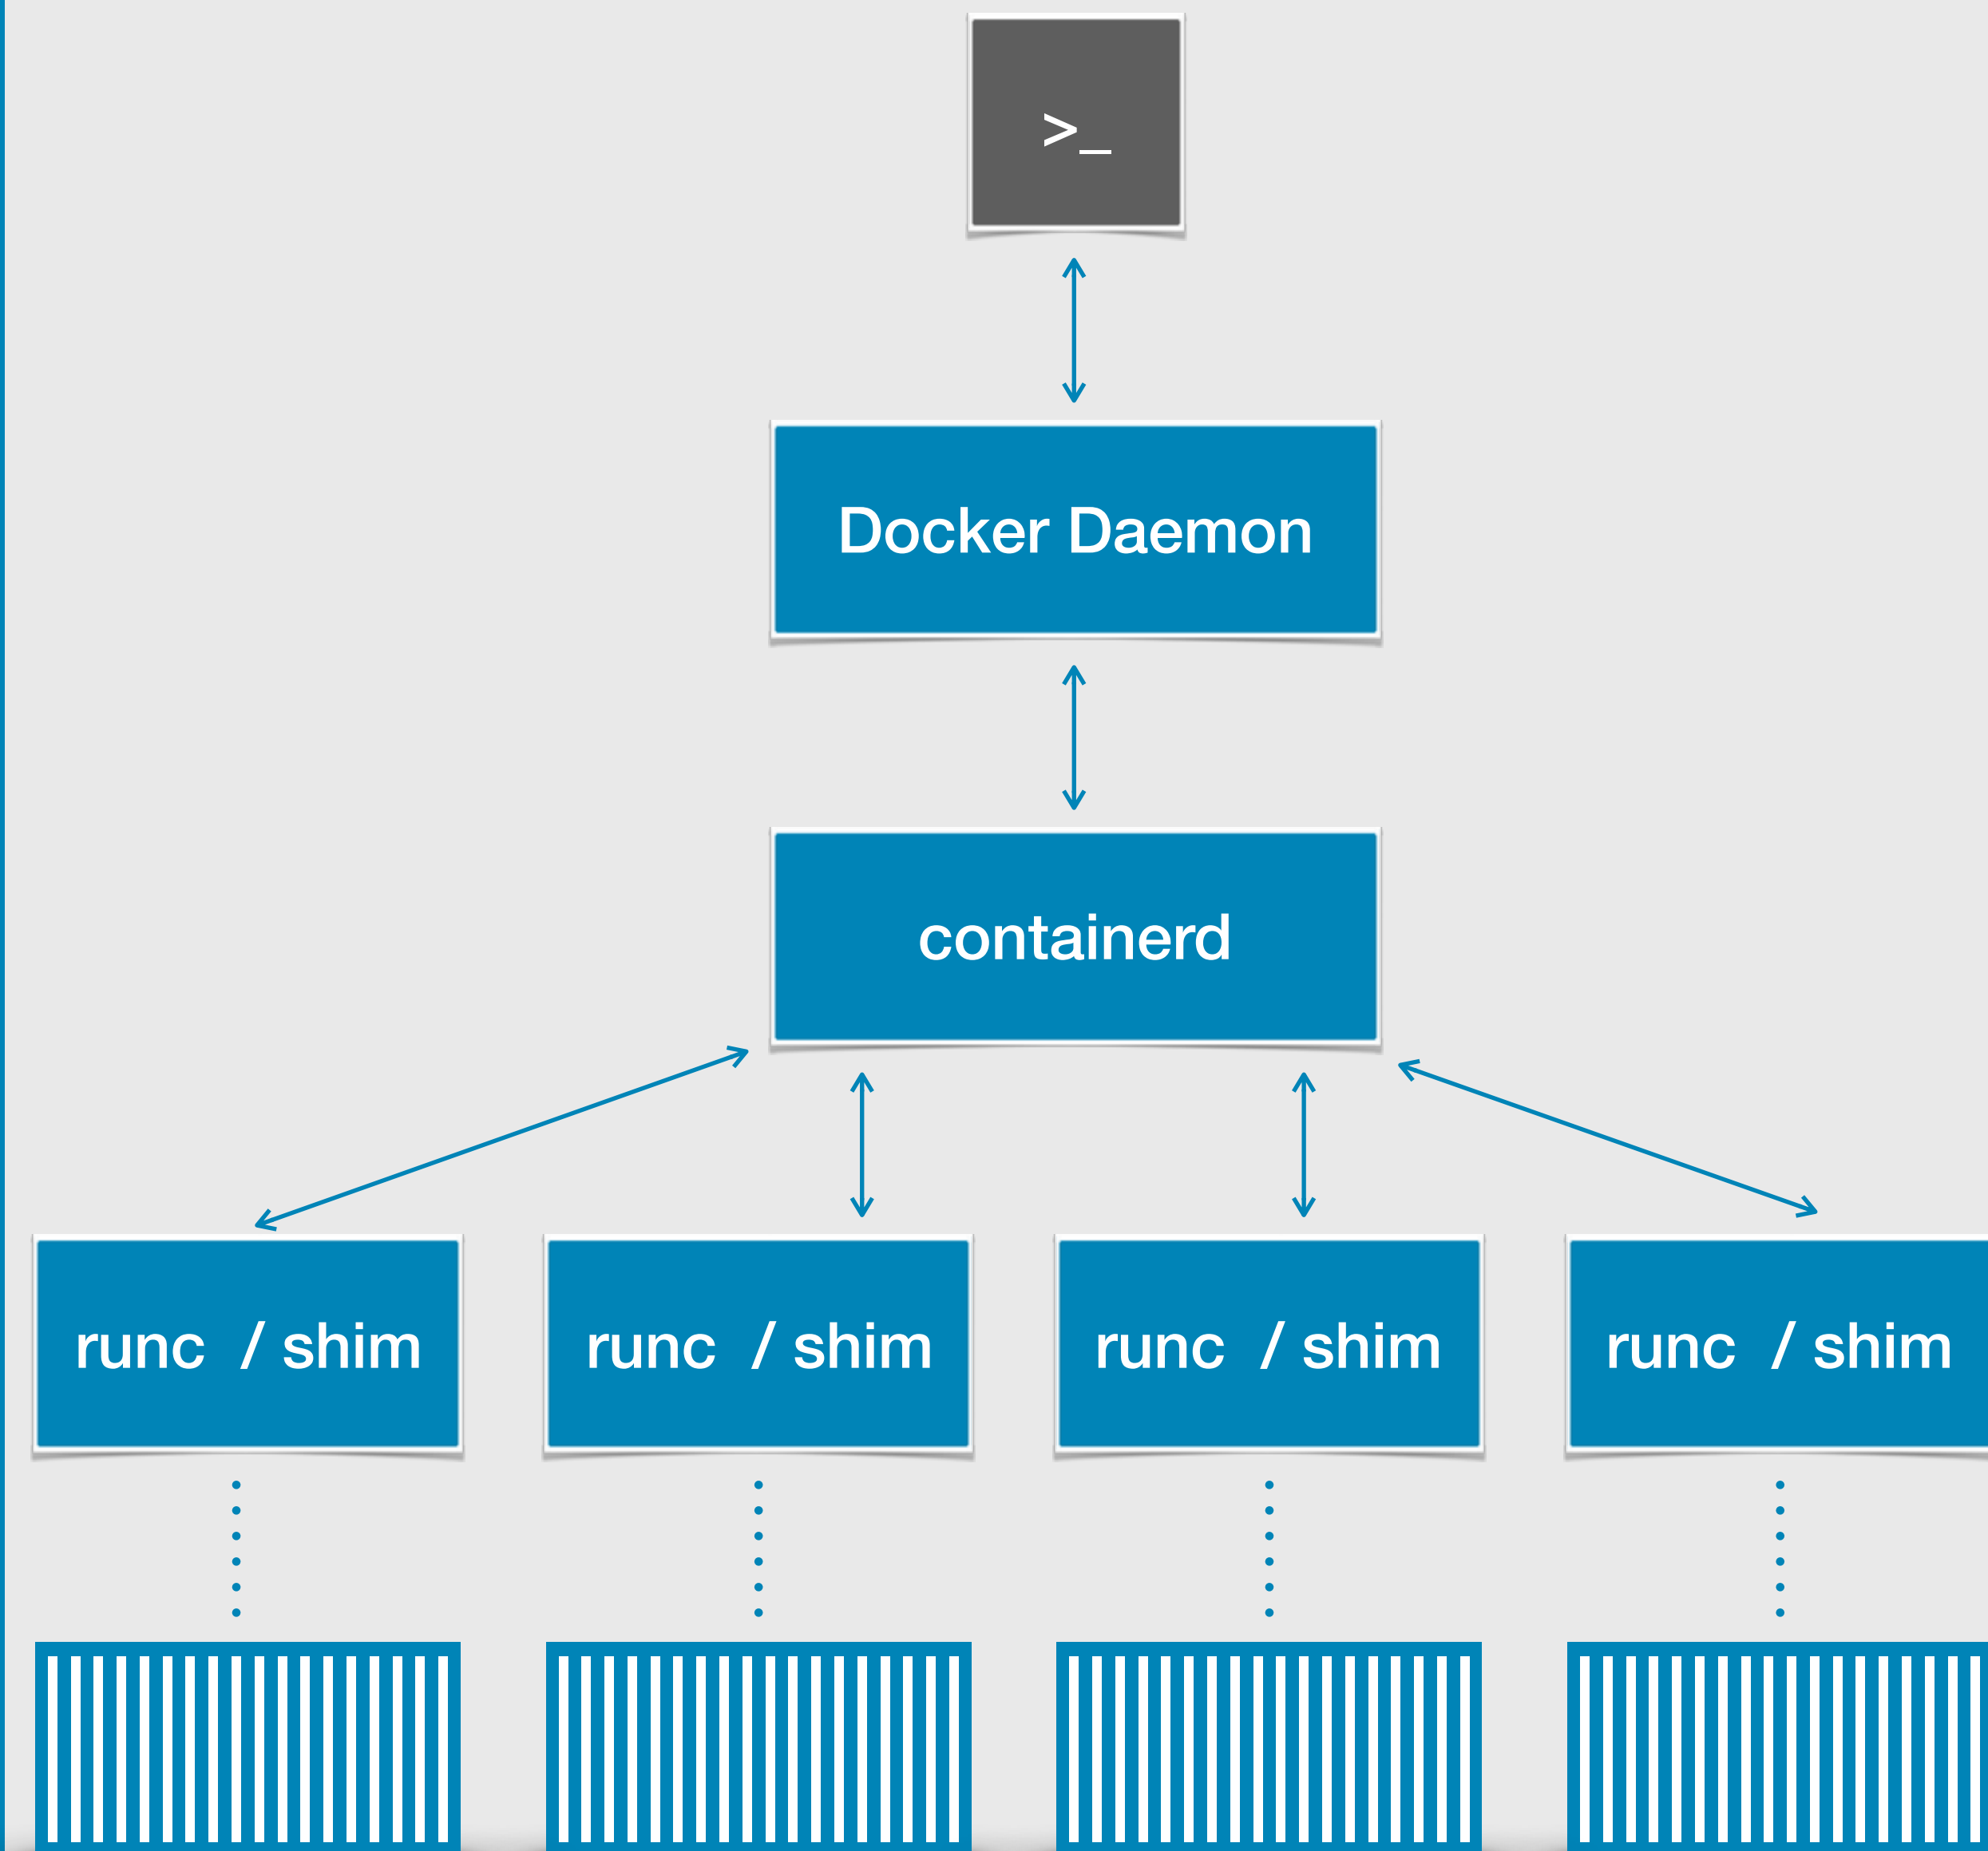 >_
Docker Daemon
containerd
runc / shim
runc / shim
runc / shim
runc / shim